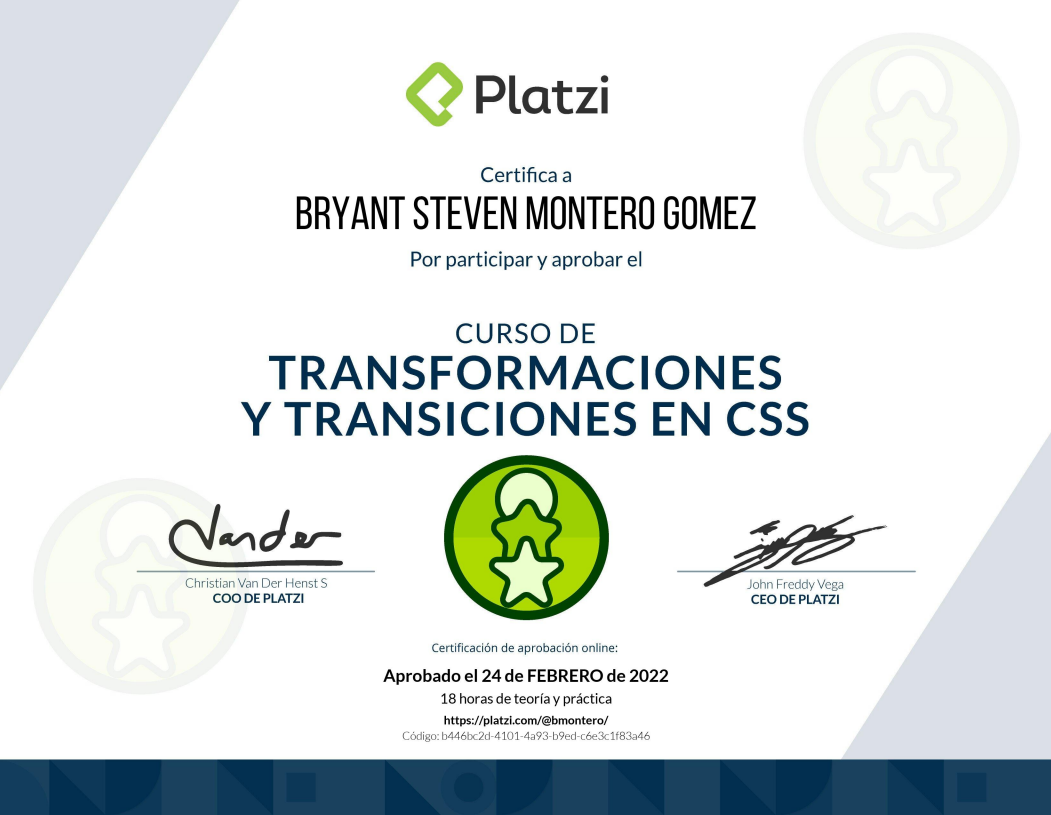 Platzi
Certifica a
BRYANT STEVEN MONTERO GOMEZ
Por participar y aprobar el
CURSO DE
TRANSFORMACIONES
Y TRANSICIONES EN CSS
Vander
Christian Van Der Henst S
COO DE PLATZI
John Freddy Vega
CEO DE PLATZI
Certificación de aprobación online:
Aprobado el 24 de FEBRERO de 2022
18 horas de teoría y práctica
https://platzi.com/@bmontero/
Código: b446bc2d-4101-4a93-b9ed-c6e3c1f83a46